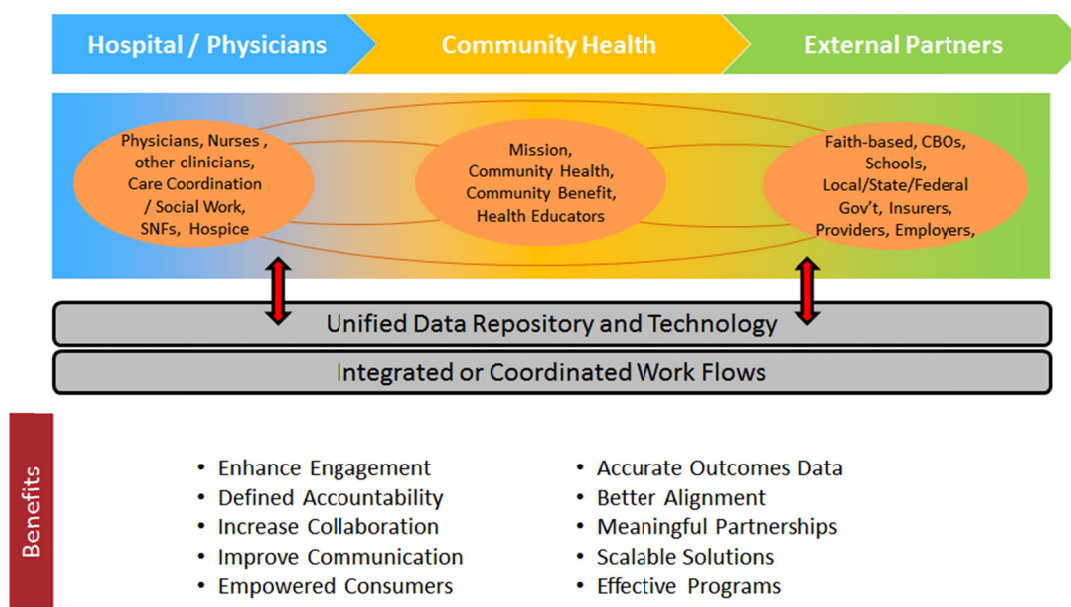 Hospital / Physicians
Community Health
External Partners
Physicians, Nurses ,
other clinicians,
Care Coordination
/ Social Work,
SNFs, Hospice
Mission,
Community Health,
Community Benefit,
Health Educators
Faith-based, CBOs,
Schools,
Local/State/Federal
Gov't, Insurers,
Providers, Employers,
Unified Data Repository and Technology
Integrated or Coordinated Work Flows
Benefits
• Enhance Engagement
• Defined Accountability
• Increase Collaboration
• Improve Communication
• Empowered Consumers
• Accurate Outcomes Data
• Better Alignment
• Meaningful Partnerships
• Scalable Solutions
• Effective Programs